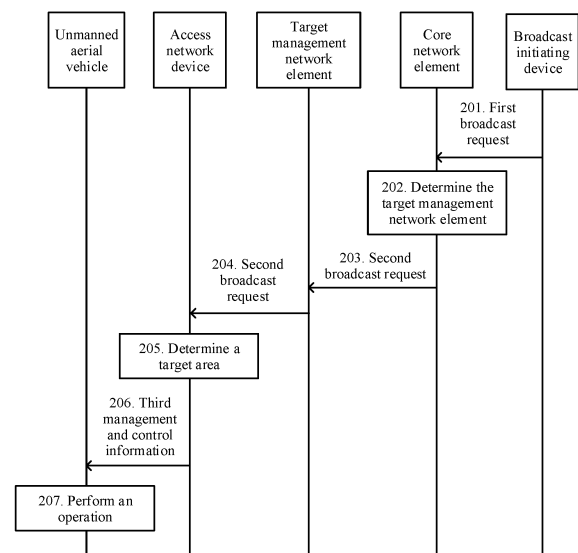 Unmanned
aerial
vehicle
Access
network
device
Target
management
network
element
Core
network
element
Broadcast
initiating
device
201. First
broadcast
request
202. Determine the
target management
network element
203. Second
broadcast request
204. Second
broadcast
request
205. Determine a
target area
206. Third
management
and control
information
207. Perform an
operation